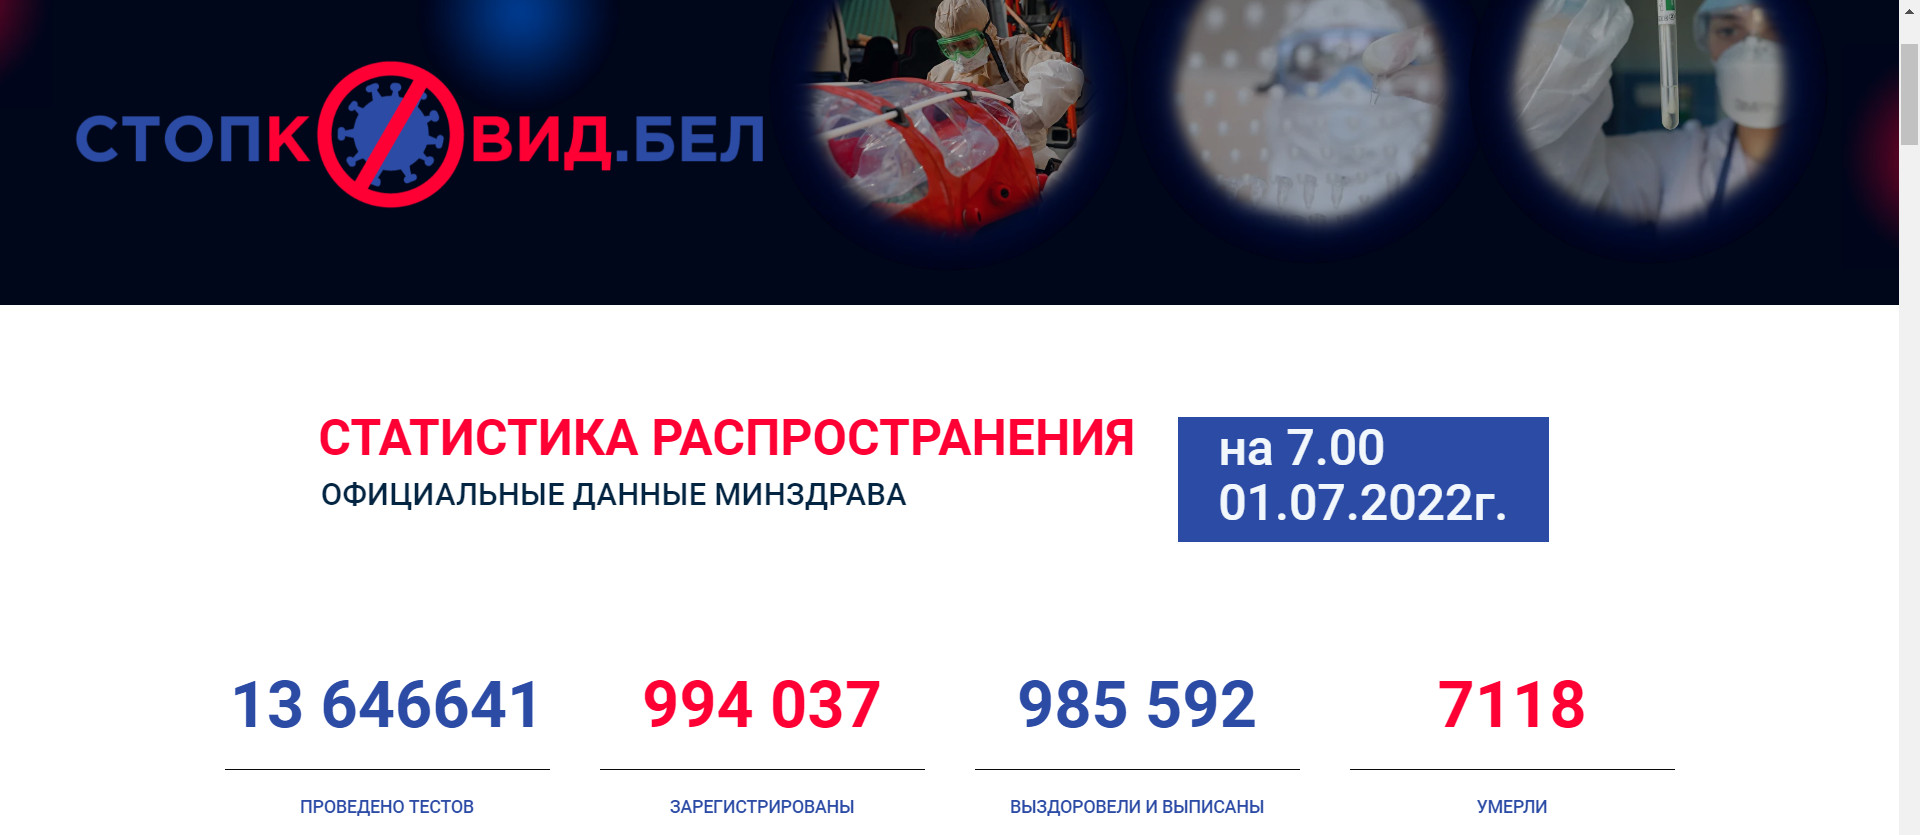 СТОПК ВИД.БЕЛ
СТАТИСТИКА РАСПРОСТРАНЕНИЯ
ОФИЦИАЛЬНЫЕ ДАННЫЕ МИНЗДРАВА
на 7.00
01.07.2022г.
13 646641
ПРОВЕДЕНО ТЕСТОВ
994 037
ЗАРЕГИСТРИРОВАНЫ
985 592
ВЫЗДОРОВЕЛИ И ВЫПИСАНЫ
7118
УМЕРЛИ